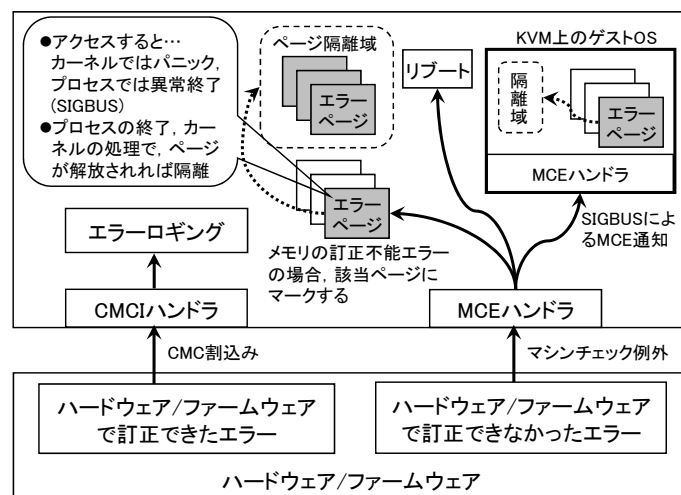 ●アクセスすると…
カーネルではパニック,
プロセスでは異常終了
(SIGBUS)
●プロセスの終了, カー
ネルの処理で, ページ
が解放されれば隔離
ページ隔離域
エラー
ページ
リブート
KVM上のゲストOS
隔
離
域
エラー
ページ
MCEハンドラ
エラー
ページ
SIGBUSによ
るMCE通知
エラーロギング
メモリの訂正不能エラー
の場合, 該当ページに
マークする
CMCIハンドラ
MCEハンドラ
CMC割込み
マシンチェック例外
ハードウェア/ファームウェア
で訂正できたエラー
ハードウェア/ファームウェア
で訂正できなかったエラー
ハードウェア/ファームウェア